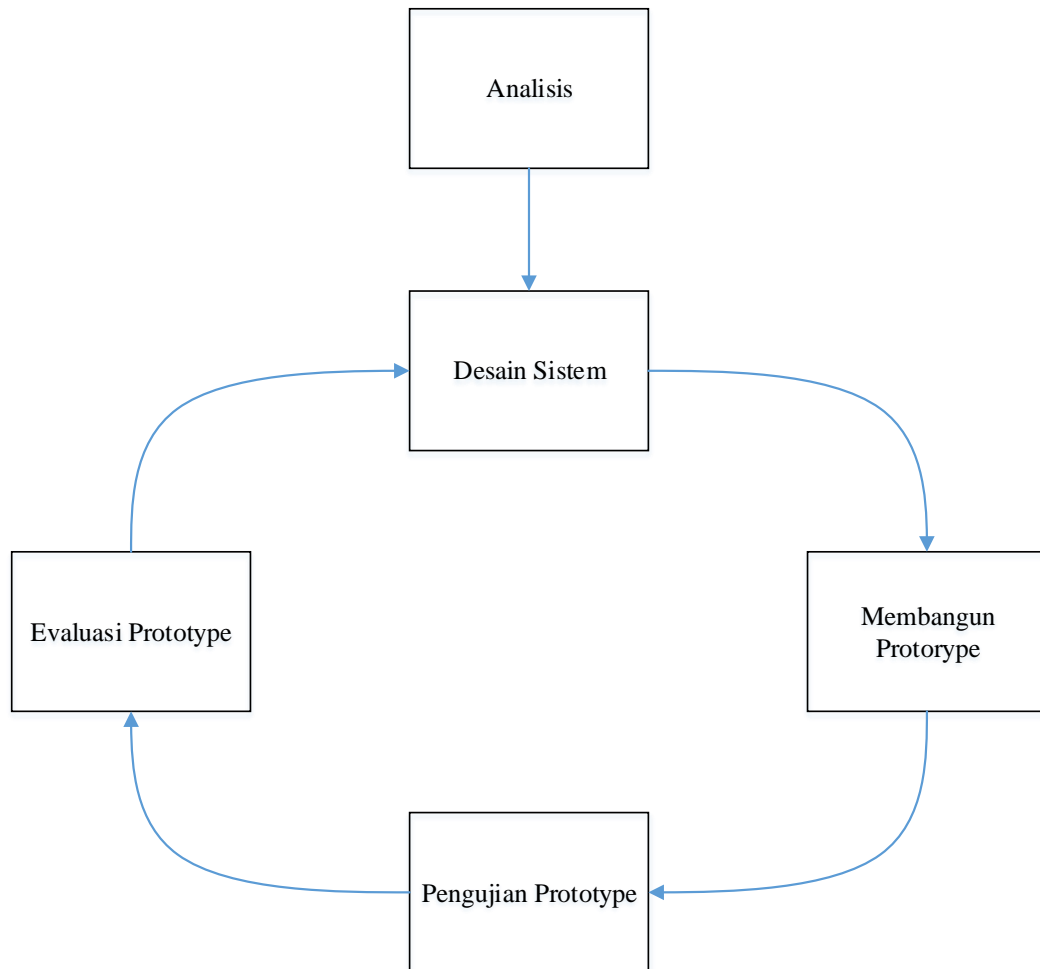 Analisis
Desain Sistem
Evaluasi Prototype
Membangun
Protorype
Pengujian Prototype